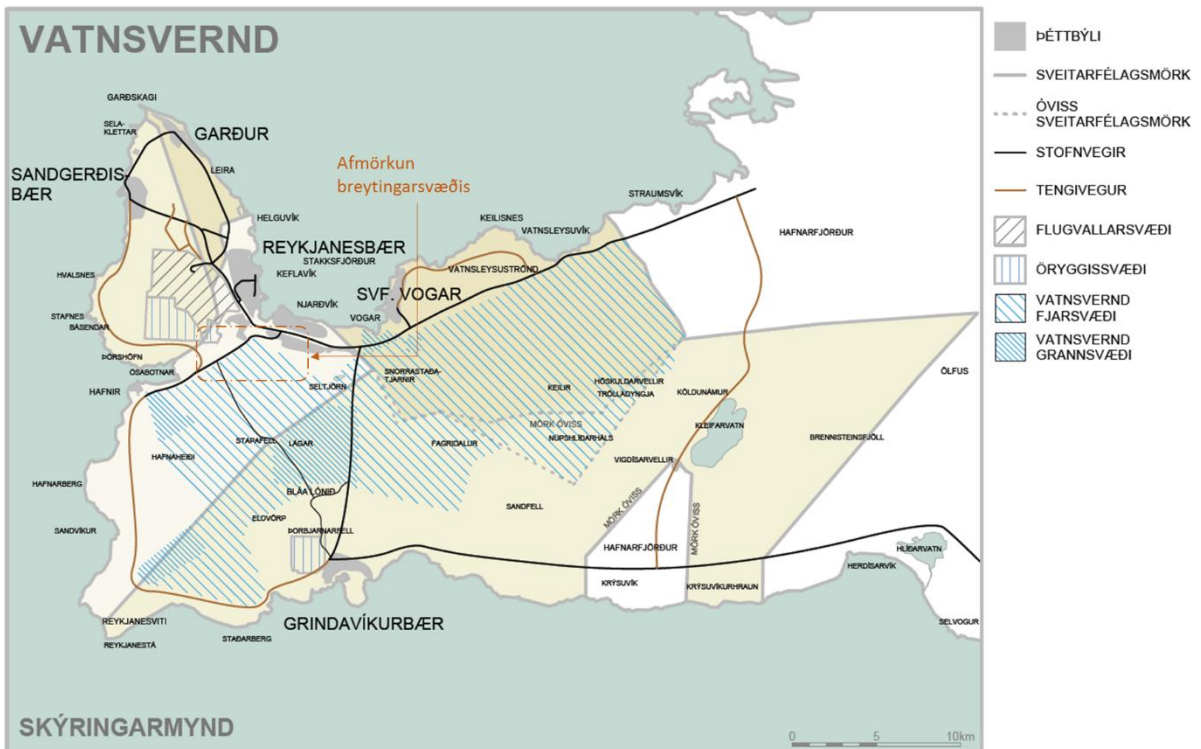 VATNSVERND
GARÐSKAGI
SELA-
KLETTAR
GARÐUR
SANDGERÐIS-
BÆR
LEIRA
Afmörkun
breytingarsvæðis
HELGUVÍK
REYKJANESBÆR
STAKKSFJÖRÐUR
KEFLAVÍK
NJARÐVÍK
HVALSNES
STAFNES
BÁSENDAR
ÞÓRSHÖFN
ÓSABOTNAR
HAFNIR
KEILISNES
VATNSLEYSUVÍK
STRAUMSVÍK
VATNSLEYSUSTRÖND
SVF. VOGAR
VOGAR
HAFNARFJÖRÐUR
SNORRASTAÐA-
TJARNIR
SELTJÖRN
KEILIR
HÖSKULDARVELLIR
TRÖLLADYNGJA
KÖLDUNÁMUR
ÖLFUS
MÖRK ÓVISS
KLEIFARVATN
STAPAFELL
LÁGAR
FAGRIDALUR
NÚPSHLÍÐARHÁLS
BRENNISTEINSFJÖLL
HAFNAHEIÐI
VIGDÍSARVELLIR
HAFNARBERG
BLÁA LÓNIÐ
SANDVÍKUR
ELDVÖRP
SANDFELL
MÖRK ÓVISS
MÖRK ÓVISS
ÞORBJARNARFELL
HAFNARFJÖRÐUR
HLÍÐARVATN
HERDÍSARVÍK
KRÝSUVÍK
KRÝSUVÍKURHRAUN
REYKJANESVITI
GRINDAVÍKURBÆR
SELVOGUR
STAÐARBERG
REYKJANESTÁ
SKÝRINGARMYND
0 5 10km
ÞÉTTBÝLI
SVEITARFÉLAGSMÖRK
ÓVISS
SVEITARFÉLAGSMÖRK
STOFNVEGIR
TENGIVEGUR
FLUGVALLARSVÆÐI
ÖRYGGISSVÆÐI
VATNSVERND
FJARSVÆÐI
VATNSVERND
GRANNSVÆÐI